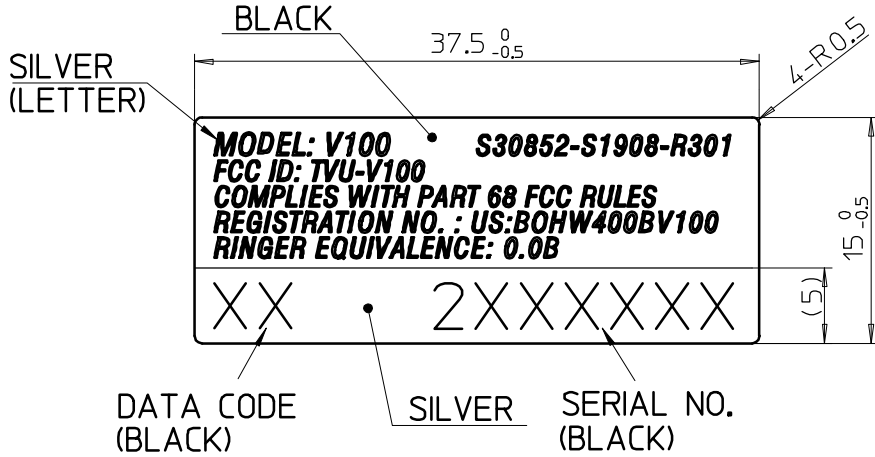 BLACK
37.5 0 -0.5
4-R0.5
SILVER
(LETTER)
MODEL: V100 S30852-S1908-R301
FCC ID: TVU-V100
COMPLIES WITH PART 68 FCC RULES
REGISTRATION NO. : US:BOHW400BV100
RINGER EQUIVALENCE: 0.0B
15 0 -0.5
(5)
XX 2XXXXXX
DATA CODE
(BLACK)
SILVER
SERIAL NO.
(BLACK)